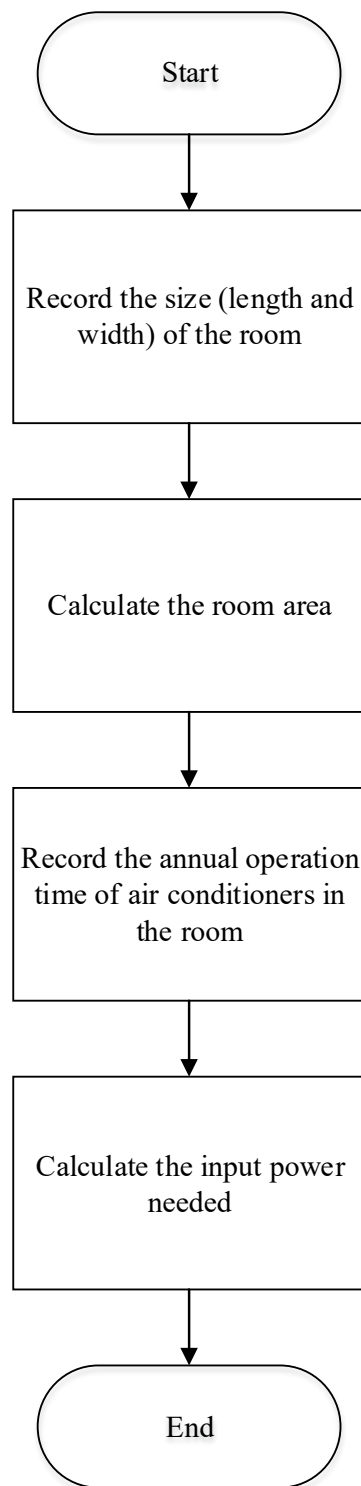 Start
Record the size (length and
width) of the room
Calculate the room area
Record the annual operation
time of air conditioners in
the room
Calculate the input power
needed
End